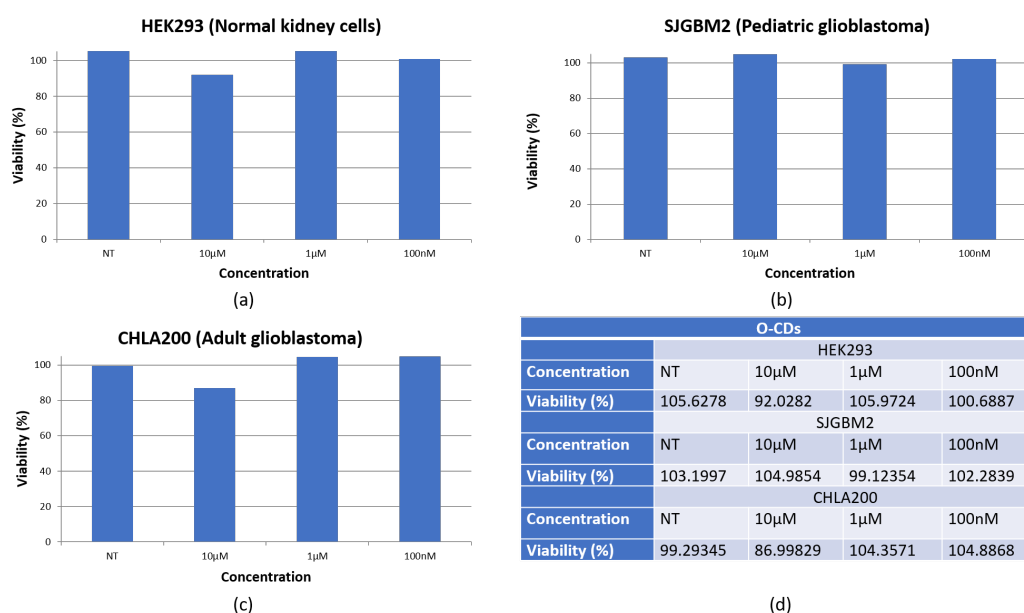 HEK293 (Normal kidney cells)
100
80
60
40
20
0
Viability (%)
NT 10µM 1µM 100nM
Concentration
(a)
SJGBM2 (Pediatric glioblastoma)
100
80
60
40
20
0
Viability (%)
NT 10µM 1µM 100nM
Concentration
(b)
CHLA200 (Adult glioblastoma)
100
80
60
40
20
0
Viability (%)
NT 10µM 1µM 100nM
Concentration
(c)
O-CDs
HEK293
Concentration NT 10µM 1µM 100nM
Viability (%) 105.6278 92.0282 105.9724 100.6887
SJGBM2
Concentration NT 10µM 1µM 100nM
Viability (%) 103.1997 104.9854 99.12354 102.2839
CHLA200
Concentration NT 10µM 1µM 100nM
Viability (%) 99.29345 86.99829 104.3571 104.8868
(d)